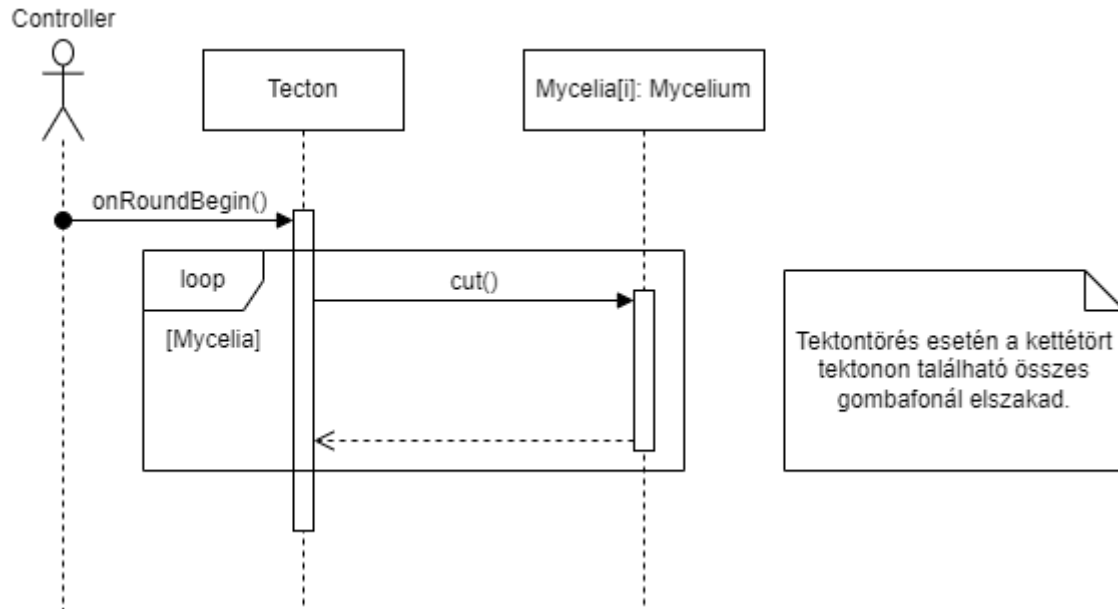 Controller
Tecton
Mycelia[i]: Mycelium
onRoundBegin()
loop
cut()
[Mycelia]
Tektontörés esetén a kettétört
tektonon található összes
gombafonál elszakad.